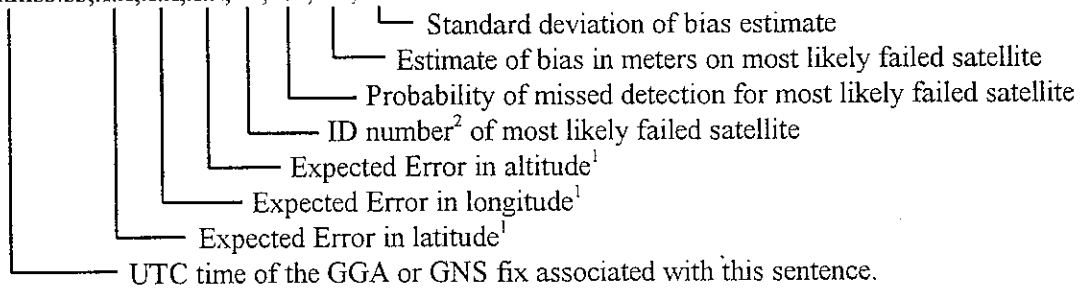 Standard deviation of bias estimate
Estimate of bias in meters on most likely failed satellite
Probability of missed detection for most likely failed satellite
ID number² of most likely failed satellite
Expected Error in altitude¹
Expected Error in longitude¹
Expected Error in latitude¹
UTC time of the GGA or GNS fix associated with this sentence.